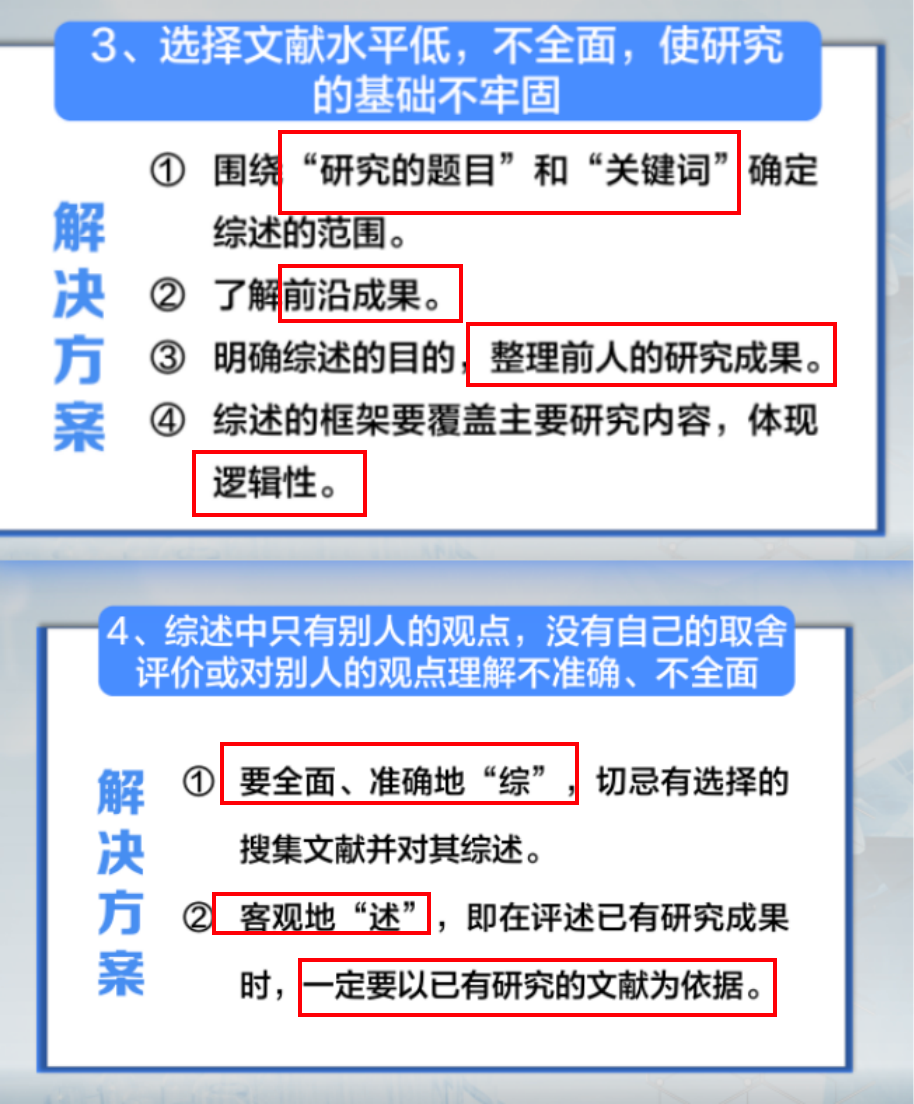 3、选择文献水平低，不全面，使研究
的基础不牢固
解决方案
① 围绕“研究的题目”和“关键词”确定
综述的范围。
② 了解前沿成果。
③ 明确综述的目的，整理前人的研究成果。
④ 综述的框架要覆盖主要研究内容，体现
逻辑性。
4、综述中只有别人的观点，没有自己的取舍
评价或对别人的观点理解不准确、不全面
解决方案
① 要全面、准确地“综”，切忌有选择的
搜集文献并对其综述。
② 客观地“述”，即在评述已有研究成果
时，一定要以已有研究的文献为依据。